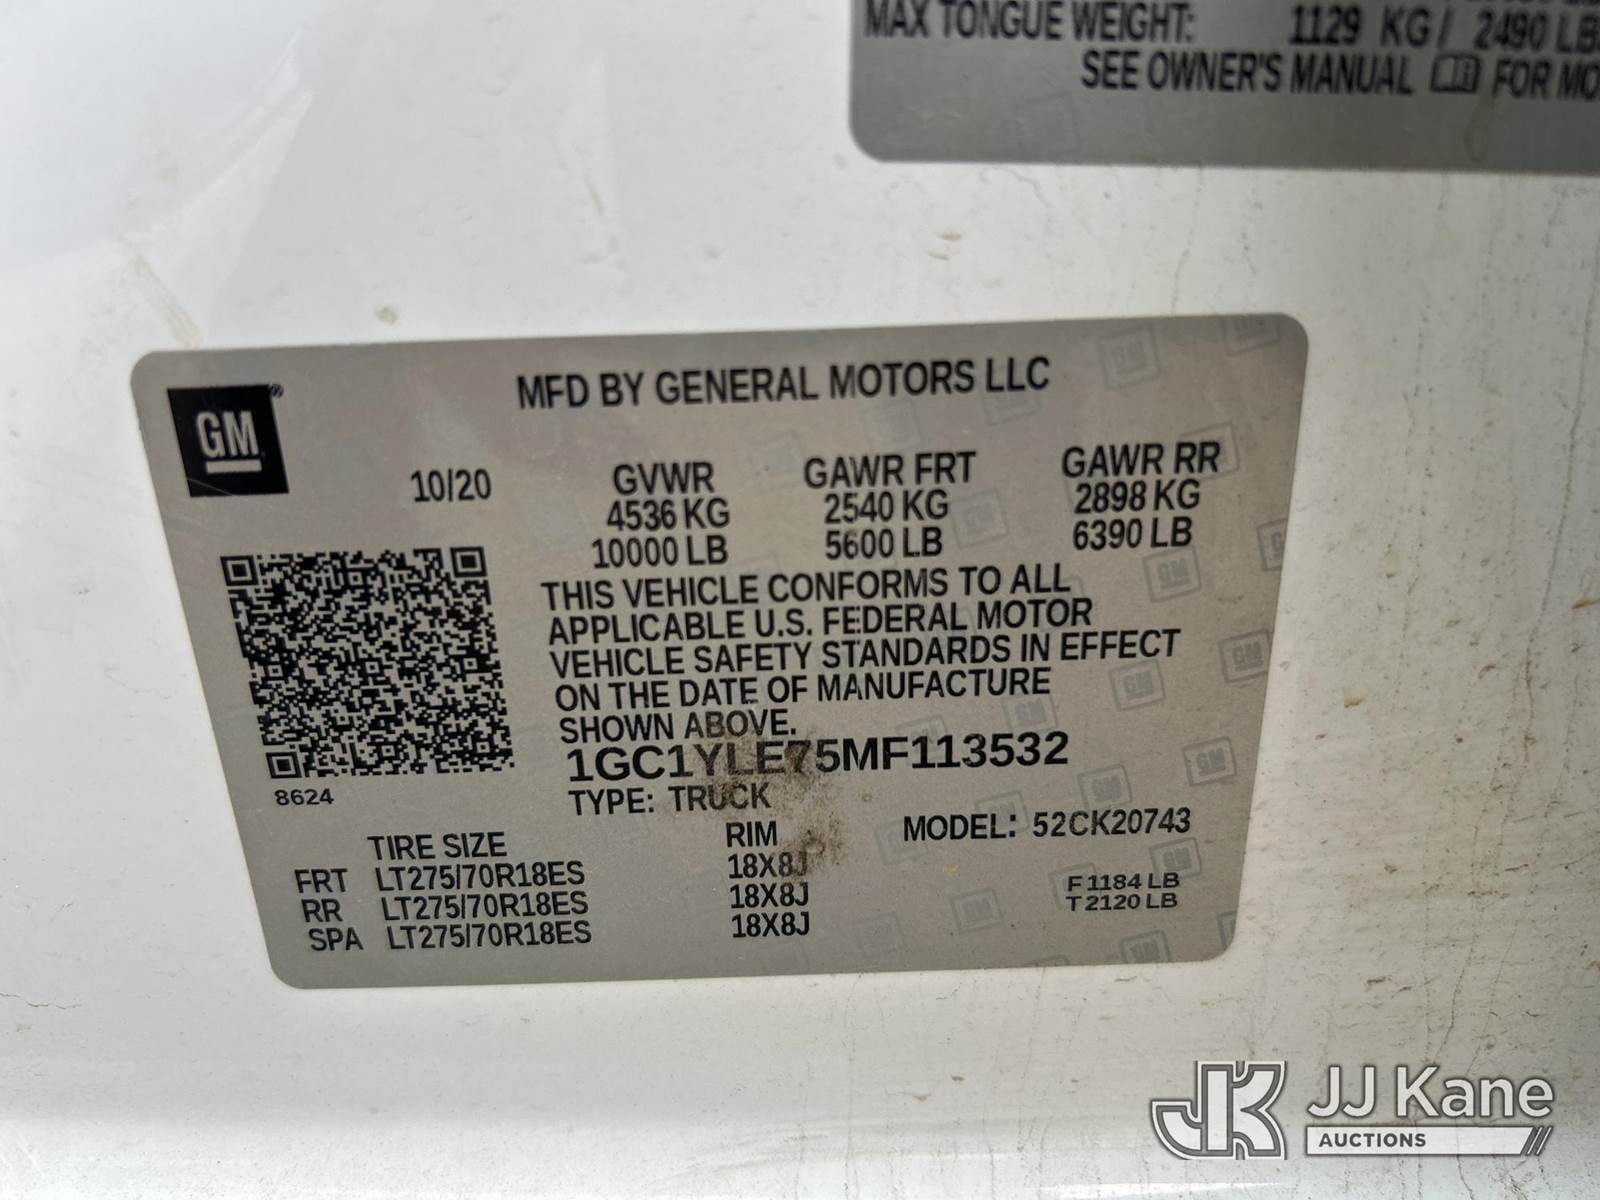 MAX TONGUE WEIGHT: 1129 KG / 2490 LB
SEE OWNER'S MANUAL FOR MO
GM
MFD BY GENERAL MOTORS LLC
10/20 GVWR GAWR FRT GAWR RR
4536 KG 2540 KG 2898 KG
10000 LB 5600 LB 6390 LB
THIS VEHICLE CONFORMS TO ALL
APPLICABLE U.S. FEDERAL MOTOR
VEHICLE SAFETY STANDARDS IN EFFECT
ON THE DATE OF MANUFACTURE
SHOWN ABOVE.
1GC1YLE75MF113532
8624
TYPE: TRUCK
MODEL: 52CK20743
TIRE SIZE RIM
FRT LT275/70R18ES 18X8J
RR LT275/70R18ES 18X8J
SPA LT275/70R18ES 18X8J
F1184 LB
T2120 LB
JK JJ Kane
AUCTIONS